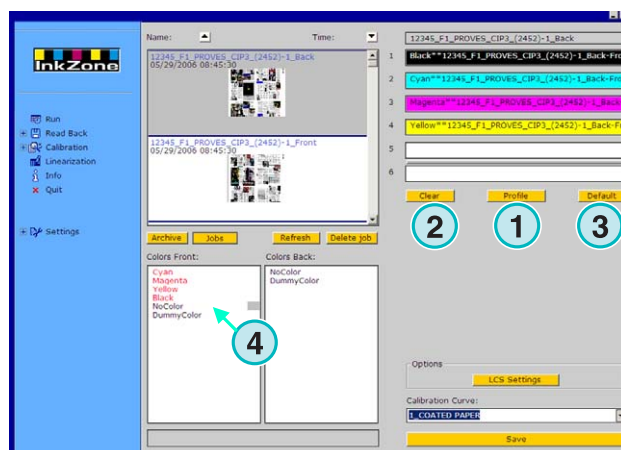 InkZone
Run
Read Back
Calibration
Linearization
Info
Quit
Settings
Name:
Time:
12345_F1_PROVES_CIP3_(2452)-1_Back
05/29/2006 08:45:30
12345_F1_PROVES_CIP3_(2452)-1_Front
05/29/2006 08:45:30
Archive
Jobs
Refresh
Delete job
Colors Front:
Cyan
Magenta
Yellow
Black
NoColor
DummyColor
4
Colors Back:
NoColor
DummyColor
12345_F1_PROVES_CIP3_(2452)-1_Back
1 Black**12345_F1_PROVES_CIP3_(2452)-1_Back-Fro
2 Cyan**12345_F1_PROVES_CIP3_(2452)-1_Back-Fr
3 Magenta**12345_F1_PROVES_CIP3_(2452)-1_Back
4 Yellow**12345_F1_PROVES_CIP3_(2452)-1_Back-F
5
6
Clear
Profile
Default
2
1
3
Options
LCS Settings
Calibration Curve:
1_COATED PAPER
Save